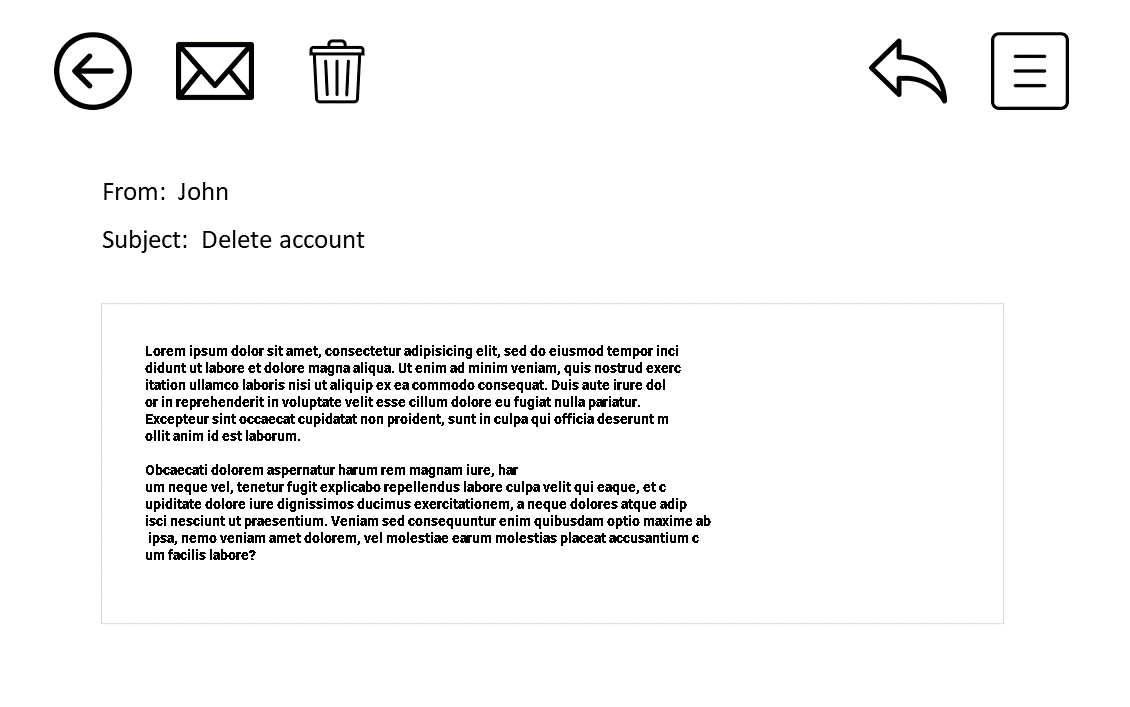 From: John
Subject: Delete account
Lorem ipsum dolor sit amet, consectetur adipisicing elit, sed do eiusmod tempor inci
didunt ut labore et dolore magna aliqua. Ut enim ad minim veniam, quis nostrud exerc
itation ullamco laboris nisi ut aliquip ex ea commodo consequat. Duis aute irure dol
or in reprehenderit in voluptate velit esse cillum dolore eu fugiat nulla pariatur.
Excepteur sint occaecat cupidatat non proident, sunt in culpa qui officia deserunt m
ollit anim id est laborum.
Obcaecati dolorem aspernatur harum rem magnam iure, har
um neque vel, tenetur fugit explicabo repellendus labore culpa velit qui eaque, et c
upiditate dolore iure dignissimos ducimus exercitationem, a neque dolores atque adip
isci nesciunt ut praesentium. Veniam sed consequuntur enim quibusdam optio maxime ab
ipsa, nemo veniam amet dolorem, vel molestiae earum molestias placeat accusantium c
um facilis labore?